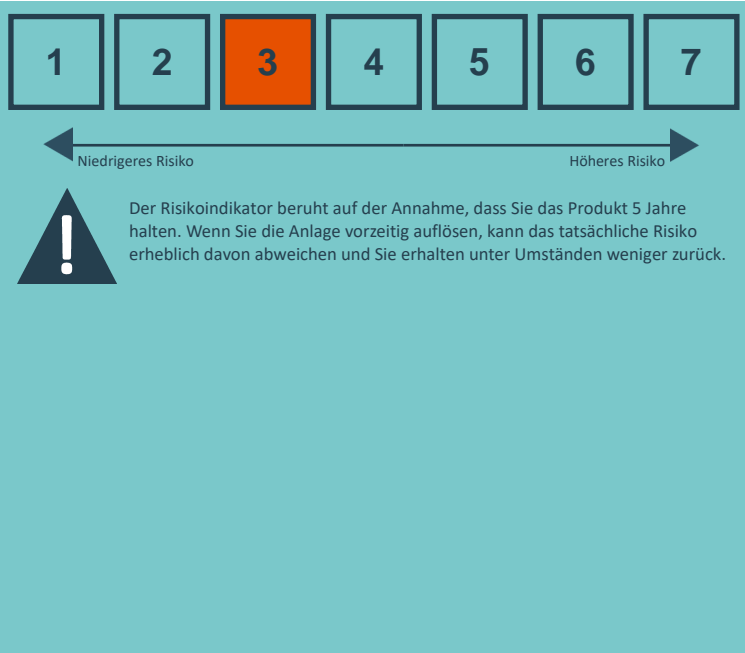 1 2 3 4 5 6 7
Niedrigeres Risiko Höheres Risiko
!
Der Risikoindikator beruht auf der Annahme, dass Sie das Produkt 5 Jahre
halten. Wenn Sie die Anlage vorzeitig auflösen, kann das tatsächliche Risiko
erheblich davon abweichen und Sie erhalten unter Umständen weniger zurück.